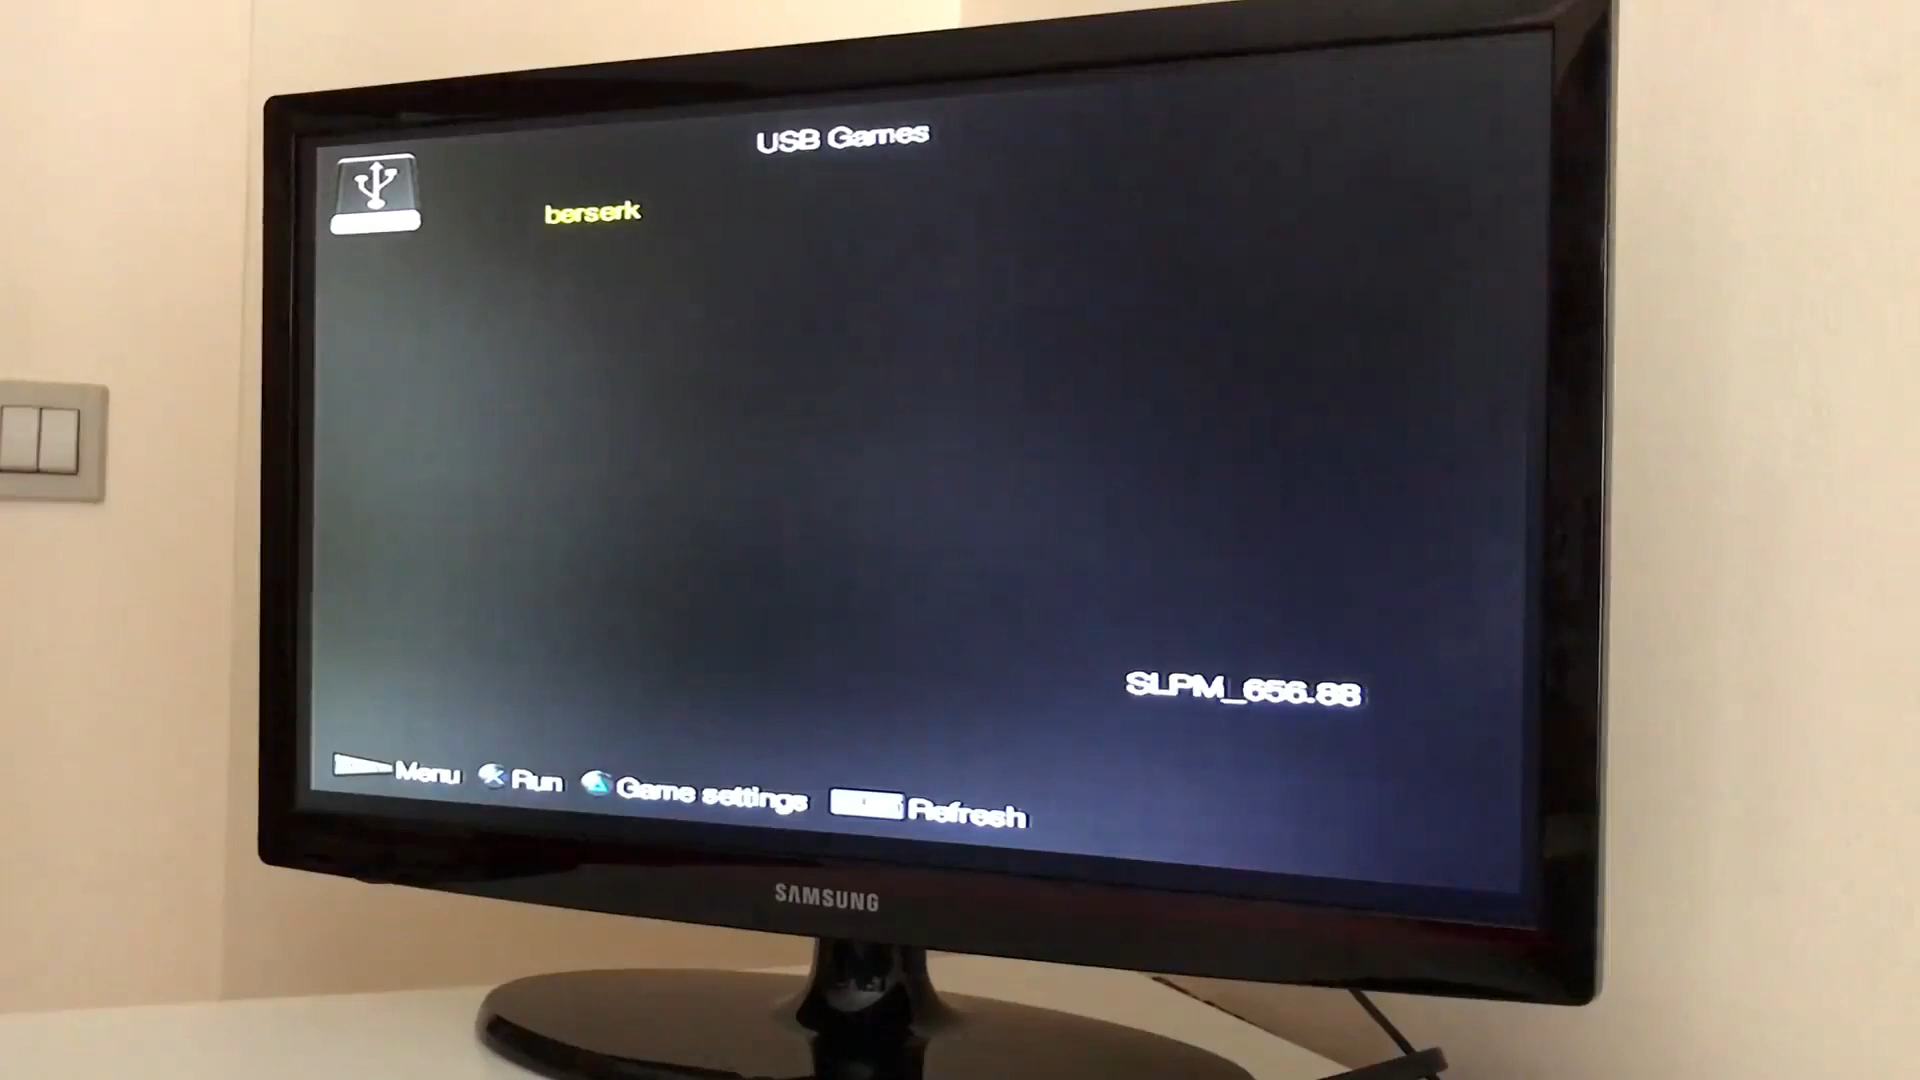 USB Games
berserk
SLPM_656.88
Menu Run Game settings Refresh
SAMSUNG